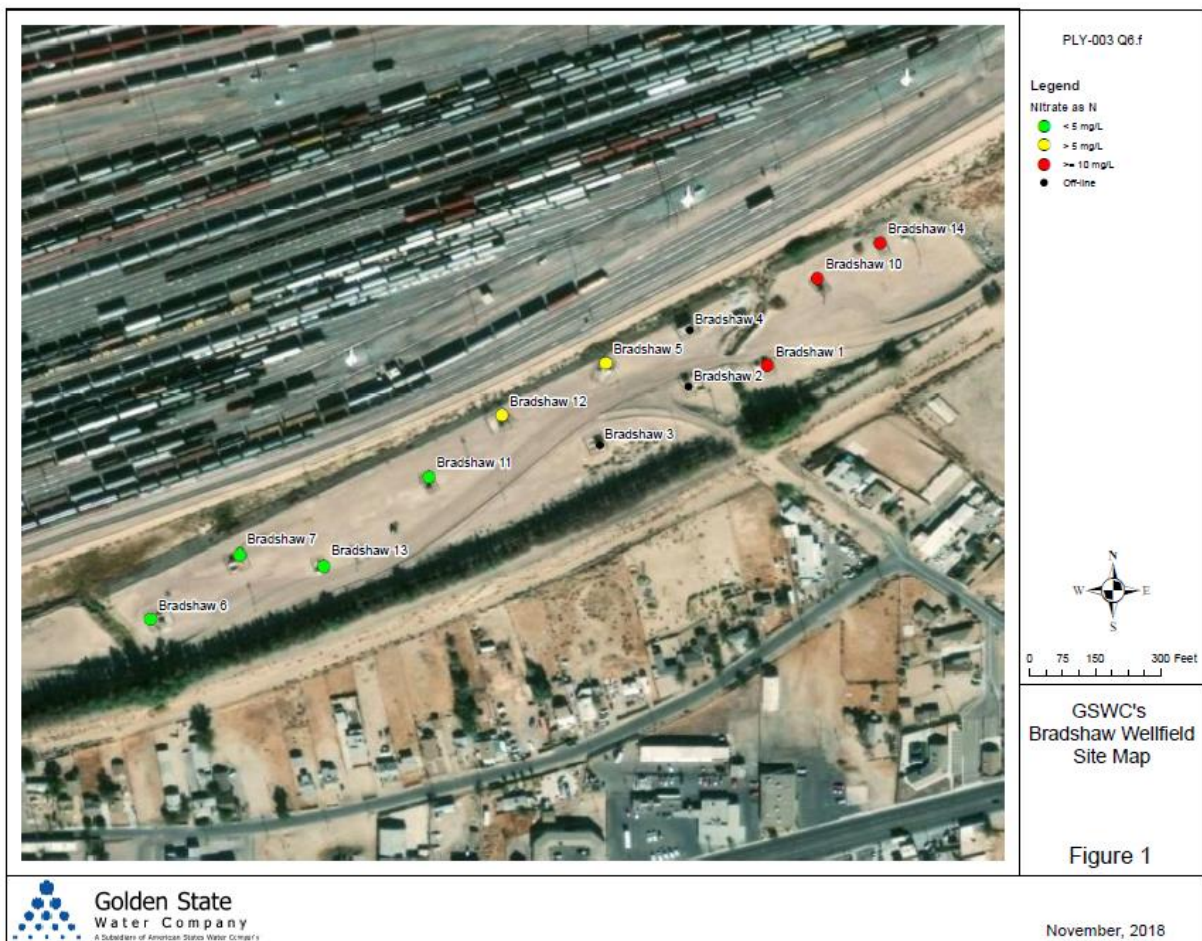 PLY-003 Q6.f
Legend
Nitrate as N
< 5 mg/L
> 5 mg/L
>= 10 mg/L
Off-line
Bradshaw 14
Bradshaw 10
Bradshaw 4
Bradshaw 5
Bradshaw 1
Bradshaw 2
Bradshaw 12
Bradshaw 3
Bradshaw 11
Bradshaw 7
Bradshaw 13
Bradshaw 6
N
W E
S
0 75 150 300 Feet
GSWC's
Bradshaw Wellfield
Site Map
Figure 1
Golden State
Water Company
A Subsidiary of American States Water Company
November, 2018